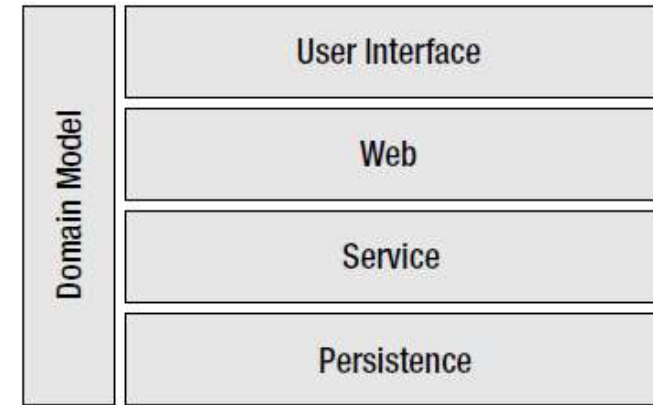 Domain Model
User Interface
Web
Service
Persistence